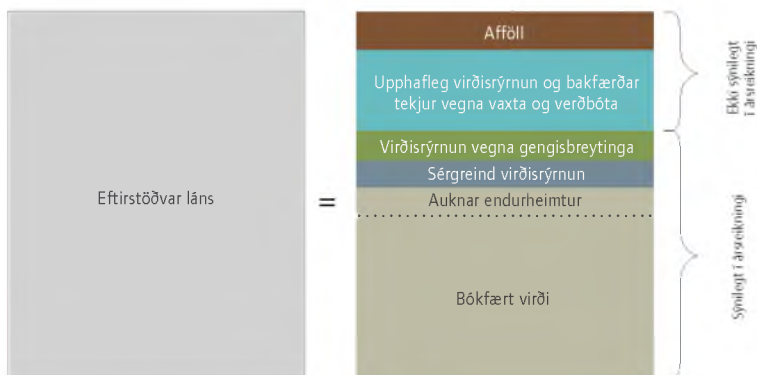 Eftirstöðvar láns
=
Afföll
Upphafleg virðisrýrnun og bakfærðar
tekjur vegna vaxta og verðbóta
Virðisrýrnun vegna gengisbreytinga
Sérgreind virðisrýrnun
Auknar endurheimtur
Bókfært virði
Ekki sýnilegt
í ársreikningi
Sýnilegt í ársreikningi